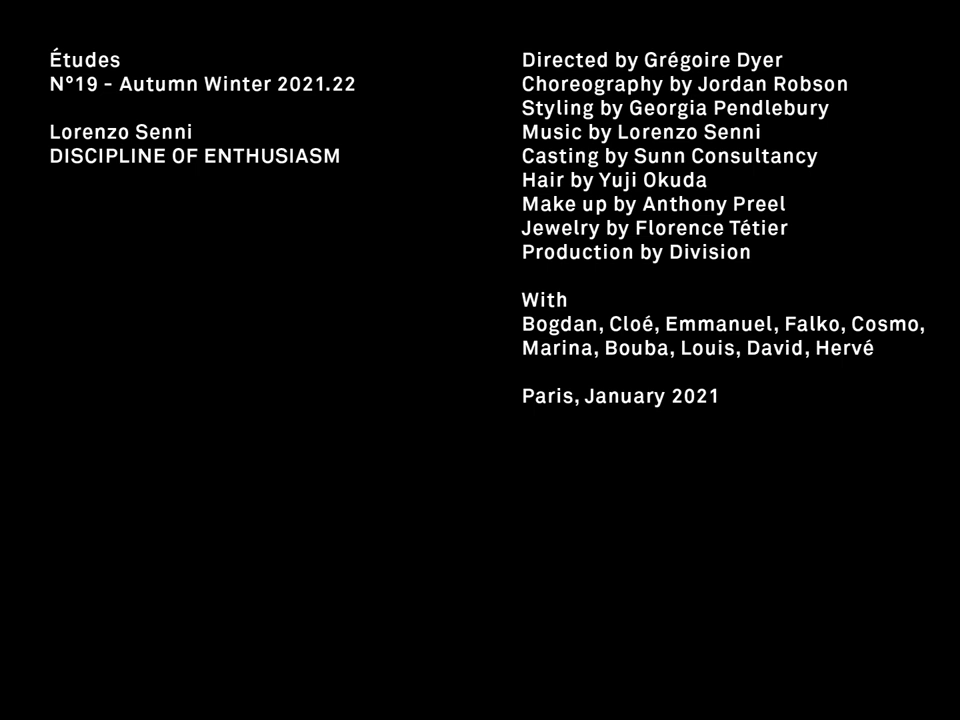 Études
N°19 - Autumn Winter 2021.22
Lorenzo Senni
DISCIPLINE OF ENTHUSIASM
Directed by Grégoire Dyer
Choreography by Jordan Robson
Styling by Georgia Pendlebury
Music by Lorenzo Senni
Casting by Sunn Consultancy
Hair by Yuji Okuda
Make up by Anthony Preel
Jewelry by Florence Tétier
Production by Division
With
Bogdan, Cloé, Emmanuel, Falko, Cosmo,
Marina, Bouba, Louis, David, Hervé
Paris, January 2021